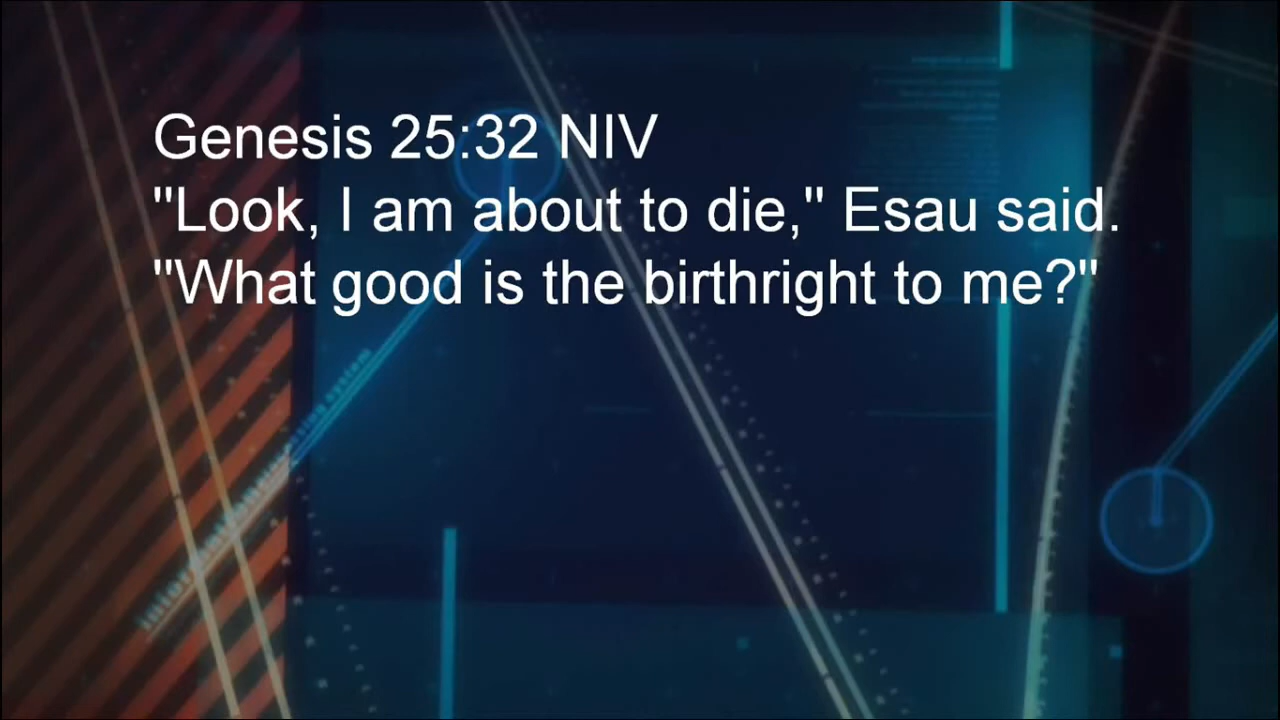 Genesis 25:32 NIV
"Look, I am about to die," Esau said.
"What good is the birthright to me?"